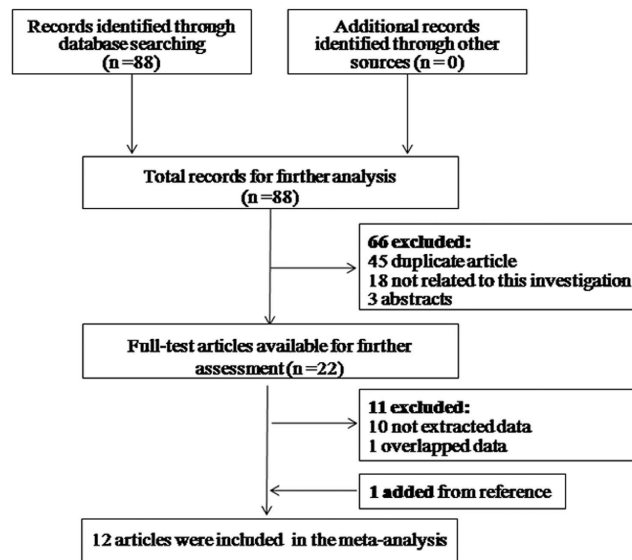 Records identified through
database searching
(n =88)
Additional records
identified through other
sources (n = 0)
Total records for further analysis
(n =88)
66 excluded:
45 duplicate article
18 not related to this investigation
3 abstracts
Full-test articles available for further
assessment (n =22)
11 excluded:
10 not extracted data
1 overlapped data
1 added from reference
12 articles were included in the meta-analysis